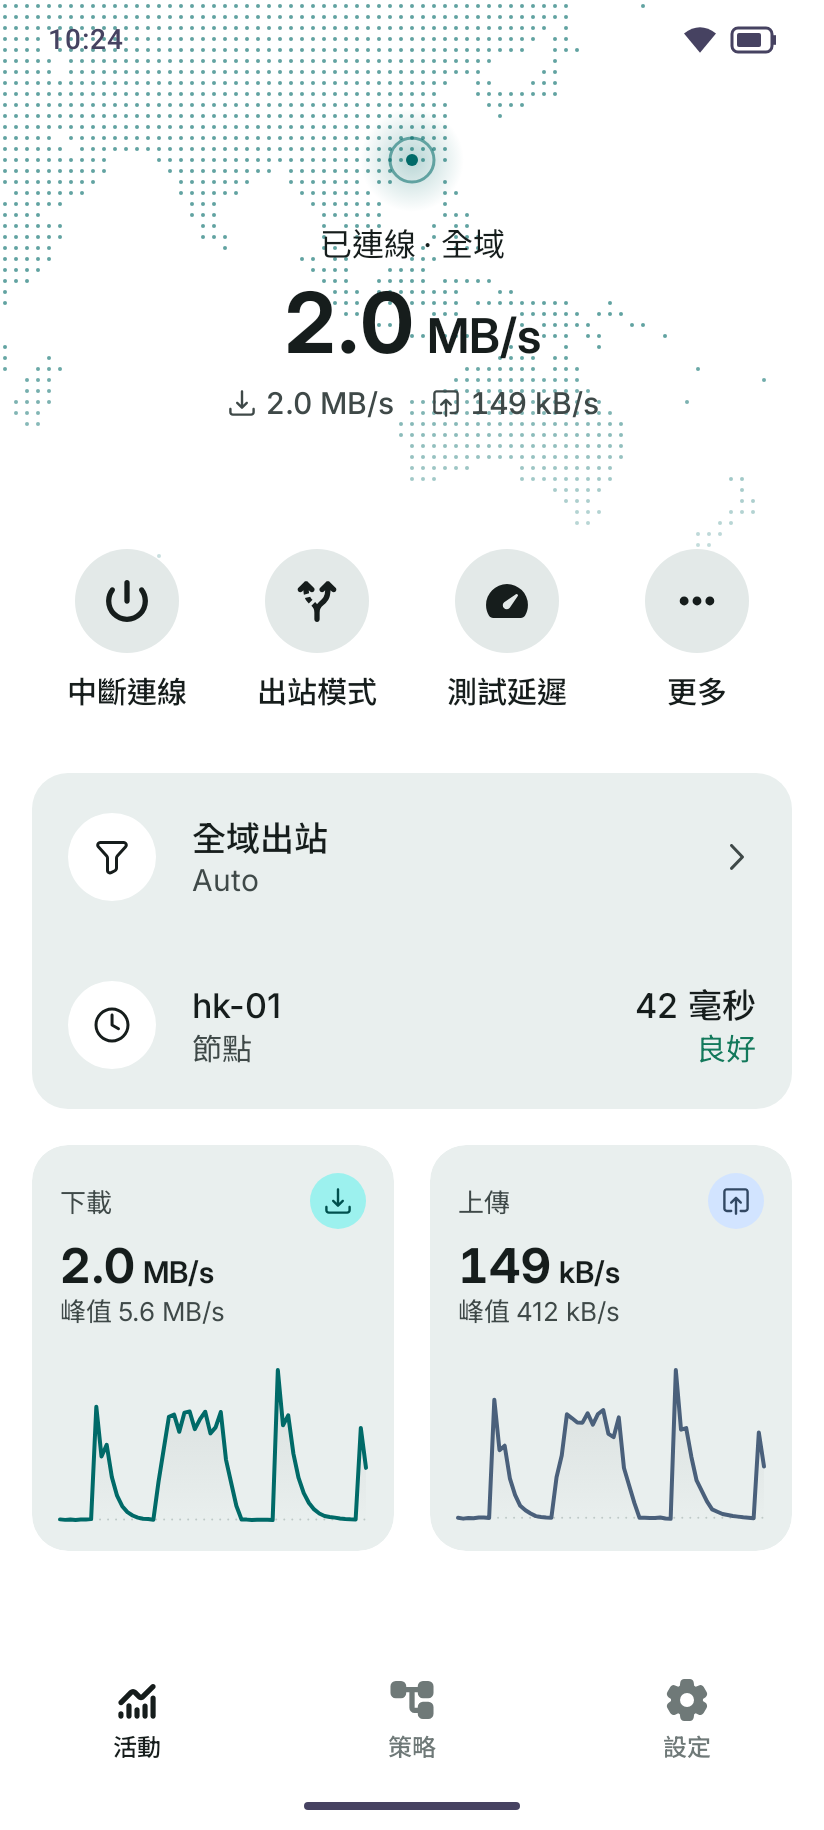 10:24
已連線 · 全域
2.0 MB/s
2.0 MB/s 149 kB/s
中斷連線 出站模式 測試延遲 更多
全域出站
Auto
hk-01 42 毫秒
節點 良好
下載 上傳
2.0 MB/s 149 kB/s
峰值 5.6 MB/s 峰值 412 kB/s
活動 策略 設定